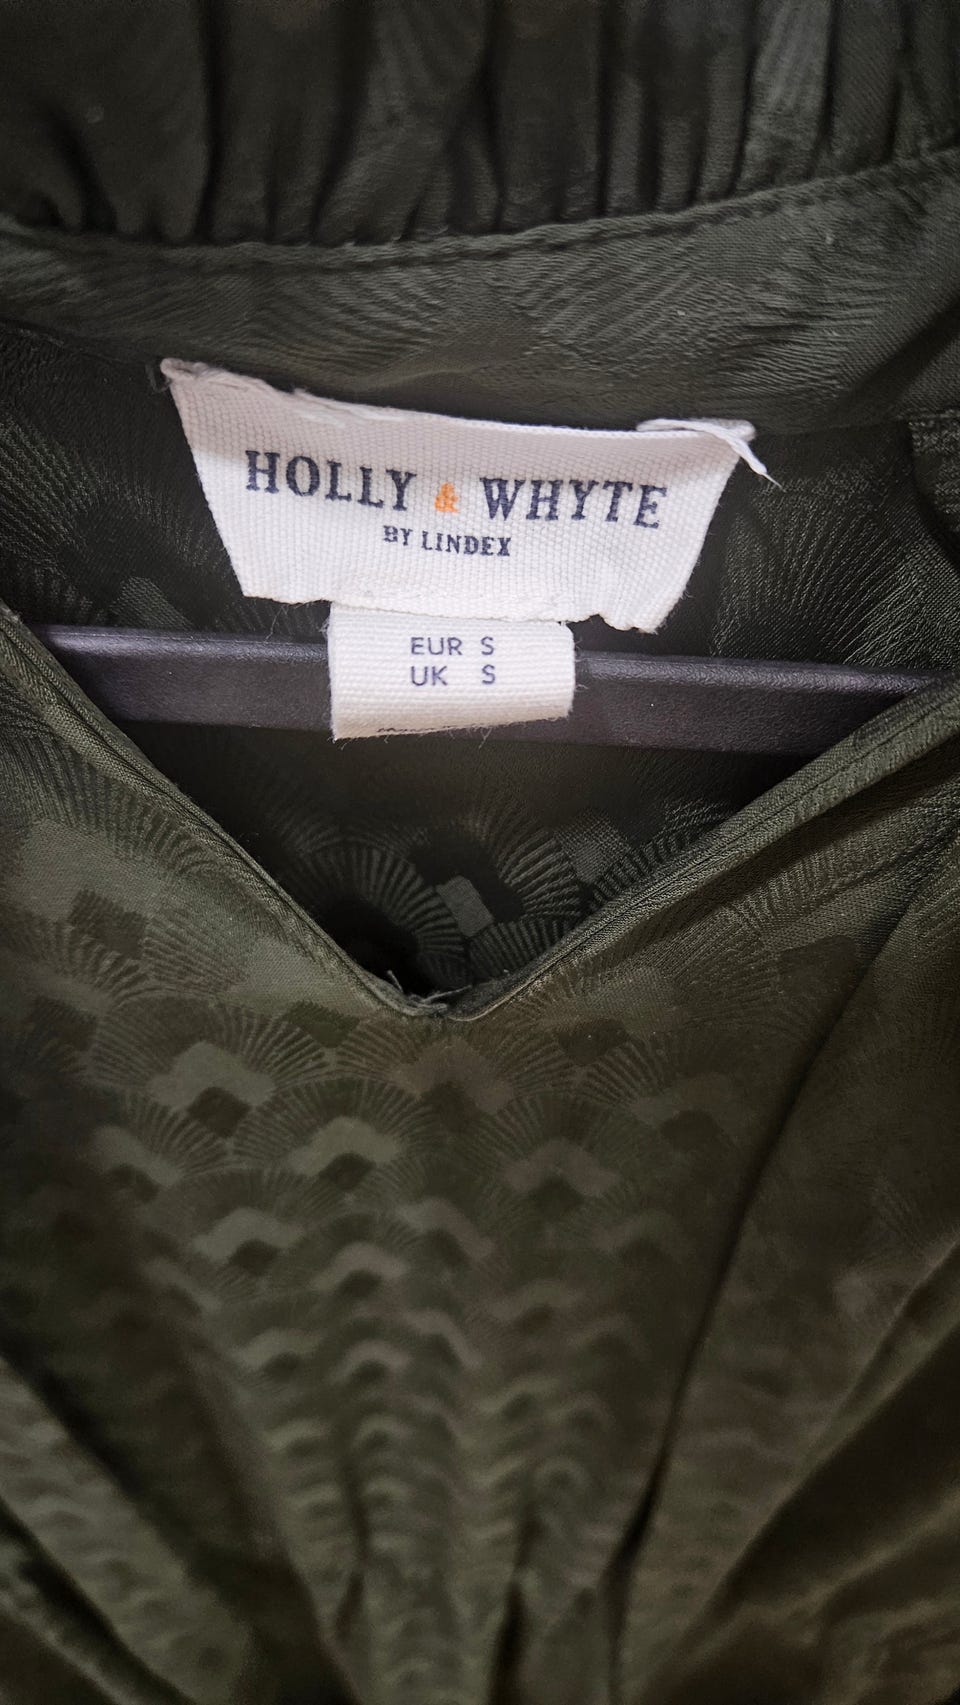 HOLLY & WHYTE
BY LINDEX
EUR S
UK S